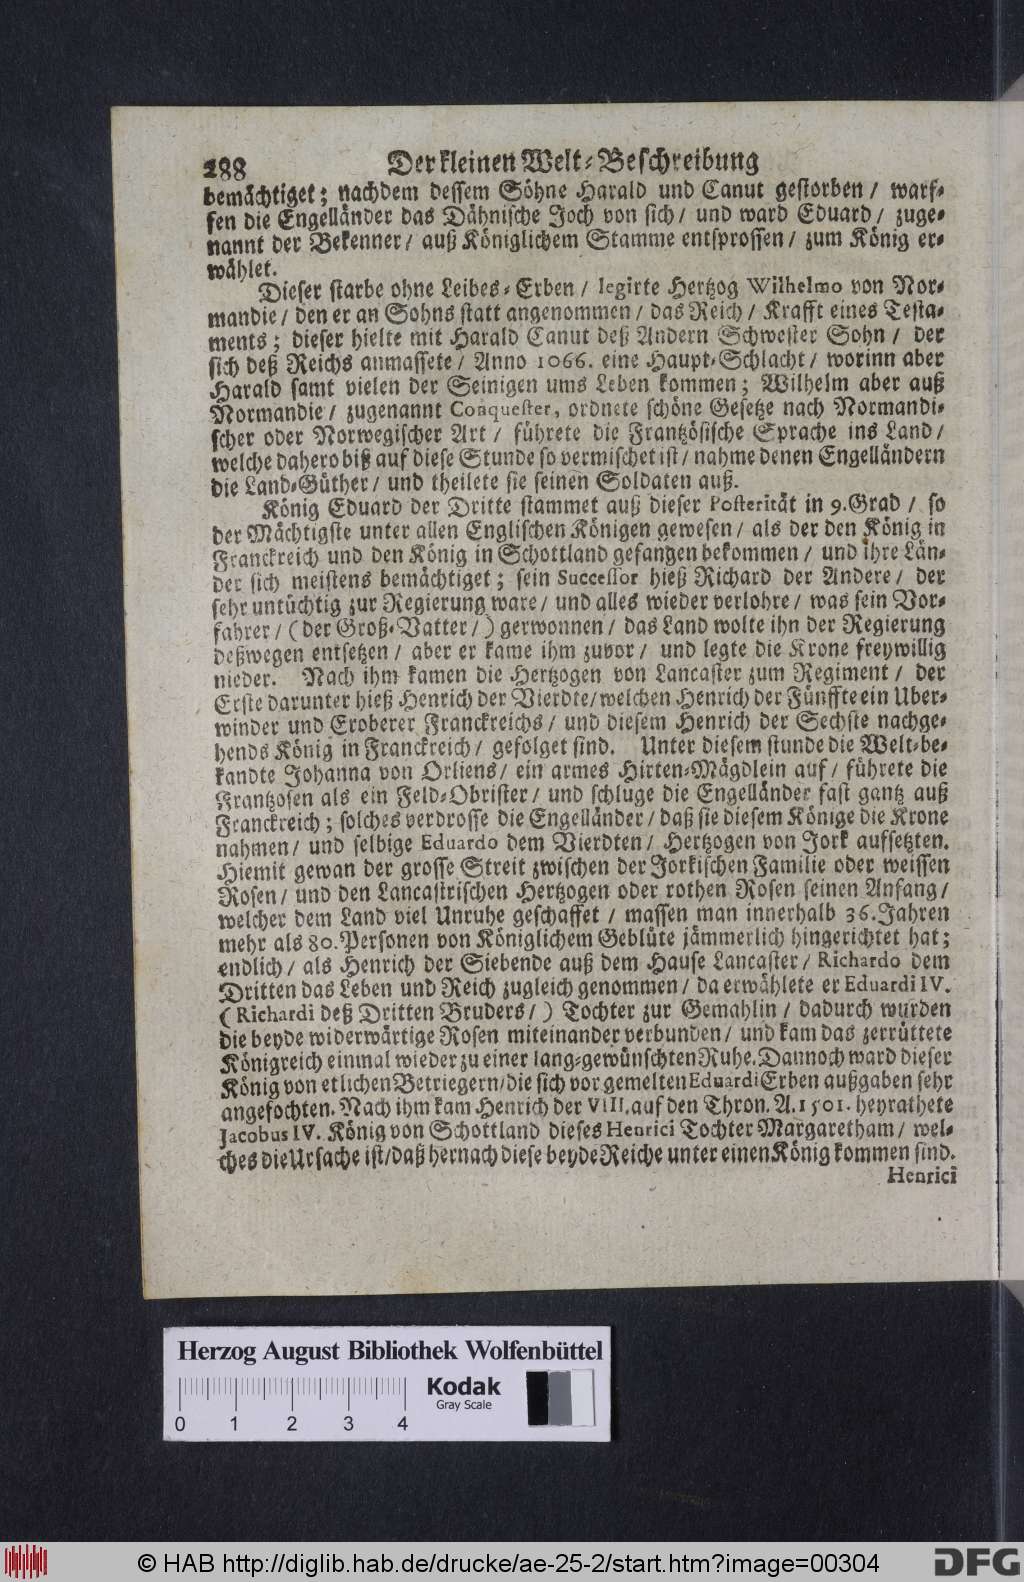 288 Der kleinen Welt-Beschreibung
bemächtiget; nachdem dessem Söhne Harald und Canut gestorben / warf-
fen die Engelländer das Dähnische Joch von sich / und ward Eduard / zuge-
nannt der Bekenner / auß Königlichem Stamme entsprossen / zum König er-
wählet.
Dieser starbe ohne Leibes-Erben / legirte Hertzog Wilhelmo von Nor-
mandie / den er an Sohns statt angenommen / das Reich / Krafft eines Testa-
ments; dieser hielte mit Harald Canut deß Andern Schwester Sohn / der
sich deß Reichs anmassete / Anno 1066. eine Haupt-Schlacht / worinn aber
Harald samt vielen der Seinigen ums Leben kommen; Wilhelm aber auß
Normandie / zugenannt Conquester, ordnete schöne Gesetze nach Normandi-
scher oder Norwegischer Art / führete die Frantzösische Sprache ins Land /
welche dahero biß auf diese Stunde so vermischet ist / nahme denen Engelländern
die Land-Güther / und theilete sie seinen Soldaten auß.
König Eduard der Dritte stammet auß dieser Posterität in 9. Grad / so
der Mächtigste unter allen Englischen Königen gewesen / als der den König in
Franckreich und den König in Schottland gefangen bekommen / und ihre Län-
der sich meistens bemächtiget; sein Successor hieß Richard der Andere / der
sehr untüchtig zur Regierung ware / und alles wieder verlohre / was sein Vor-
fahrer / (der Groß-Vatter /) gerwonnen / das Land wolte ihn der Regierung
deßwegen entsetzen / aber er kame ihm zuvor / und legte die Krone freywillig
nieder. Nach ihm kamen die Hertzogen von Lancaster zum Regiment / der
Erste darunter hieß Henrich der Vierdte / welchen Henrich der Fünffte ein Uber-
winder und Eroberer Franckreichs / und diesem Henrich der Sechste nachge-
hends König in Franckreich / gefolget sind. Unter diesem stunde die Welt-be-
kandte Johanna von Orliens / ein armes Hirten-Mägdlein auf / führete die
Frantzosen als ein Feld-Obrister / und schluge die Engelländer fast gantz auß
Franckreich; solches verdrosse die Engelländer / daß sie diesem Könige die Krone
nahmen / und selbige Eduardo dem Vierdten / Hertzogen von Jork aufsetzten.
Hiemit gewan der grosse Streit zwischen der Jorkischen Familie oder weissen
Rosen / und den Lancastrischen Hertzogen oder rothen Rosen seinen Anfang /
welcher dem Land viel Unruhe geschaffet / massen man innerhalb 36. Jahren
mehr als 80. Personen von Königlichem Geblüte jämmerlich hingerichtet hat;
endlich / als Henrich der Siebende auß dem Hause Lancaster / Richardo dem
Dritten das Leben und Reich zugleich genommen / da erwählete er Eduardi IV.
(Richardi deß Dritten Bruders /) Tochter zur Gemahlin / dadurch wurden
die beyde widerwärtige Rosen miteinander verbunden / und kam das zerrüttete
Königreich einmal wieder zu einer lang-gewünschten Ruhe. Dannoch ward dieser
König von etlichen Betriegern / die sich vor gemelten Eduardi Erben außgaben sehr
angefochten. Nach ihm kam Henrich der VIII. auf den Thron. A. 1501. heyrathete
Jacobus IV. König von Schottland dieses Henrici Tochter Margaretham / wel-
ches die Ursache ist / daß hernach diese beyde Reiche unter einen König kommen sind.
Henrici
Herzog August Bibliothek Wolfenbüttel
Kodak
Gray Scale
0 1 2 3 4
© HAB http://diglib.hab.de/drucke/ae-25-2/start.htm?image=00304
DFG